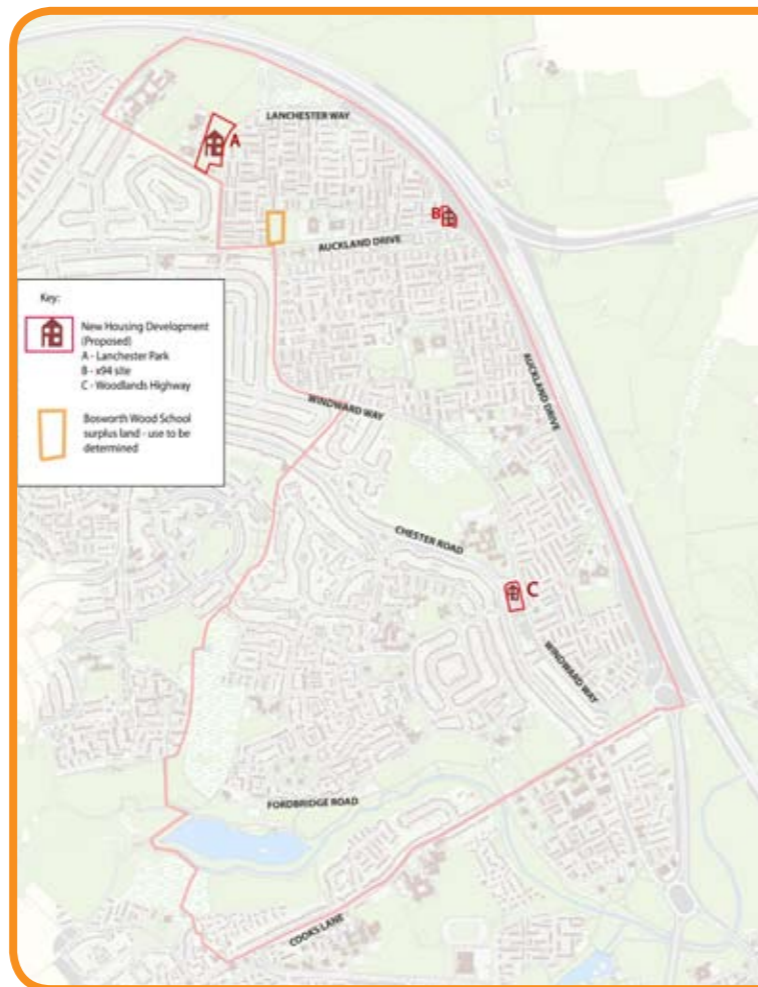 LANCHESTER WAY
A
B
AUCKLAND DRIVE
Key:
New Housing Development
(Proposed)
A - Lanchester Park
B - x94 site
C - Woodlands Highway
Bosworth Wood School
surplus land - use to be
determined
AUCKLAND DRIVE
WINDWARD WAY
CHESTER ROAD
C
WINDWARD WAY
FORDBRIDGE ROAD
COOKS LANE